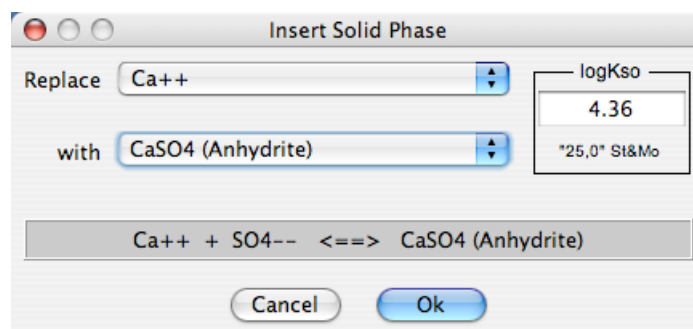 Insert Solid Phase
Replace Ca++
logKso
4.36
with CaSO4 (Anhydrite)
"25,0" St&Mo
Ca++ + SO4-- <==> CaSO4 (Anhydrite)
Cancel Ok